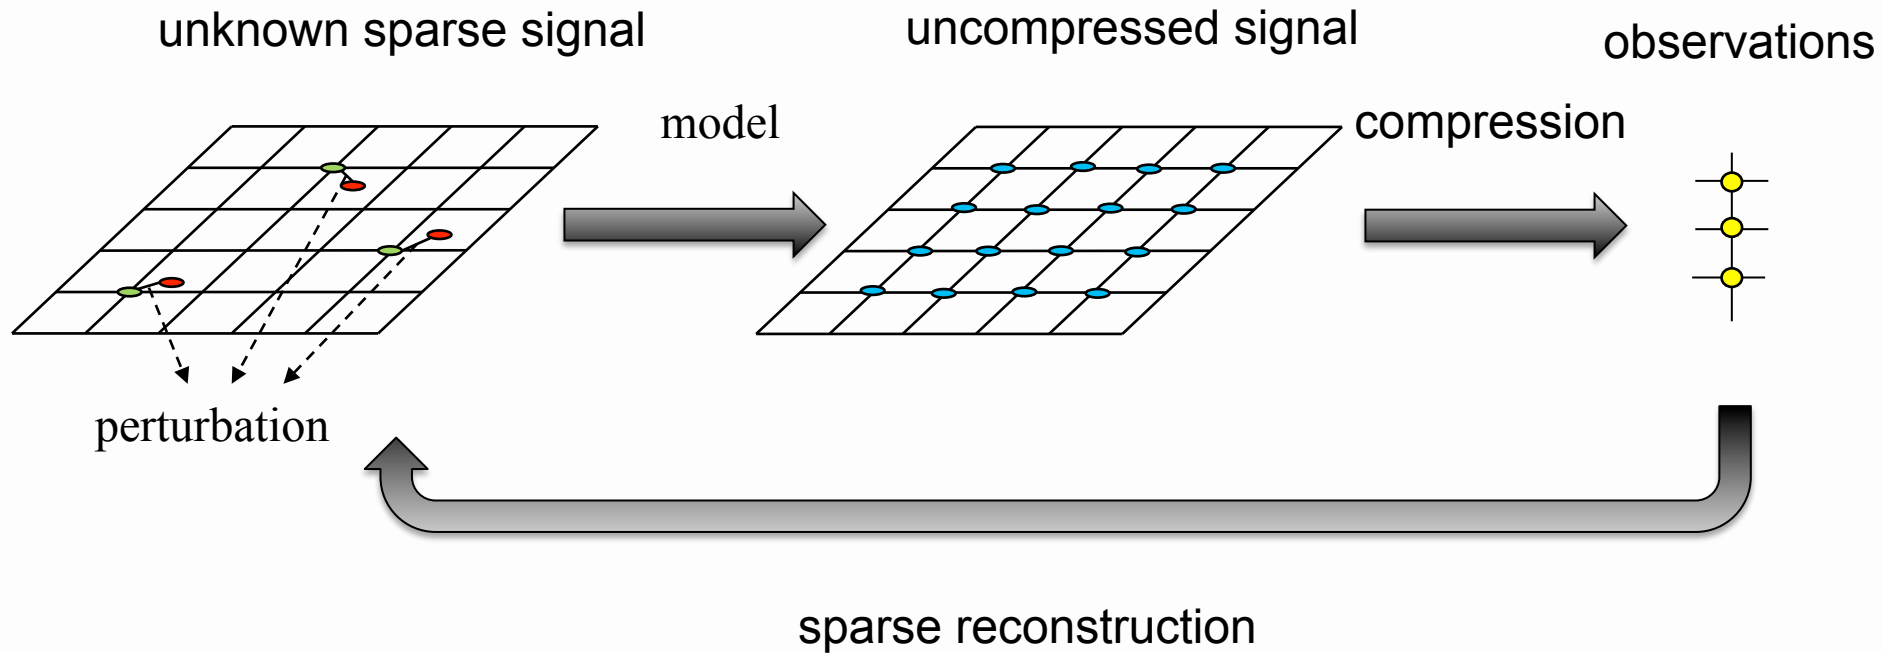 unknown sparse signal
uncompressed signal
observations
model
compression
perturbation
sparse reconstruction